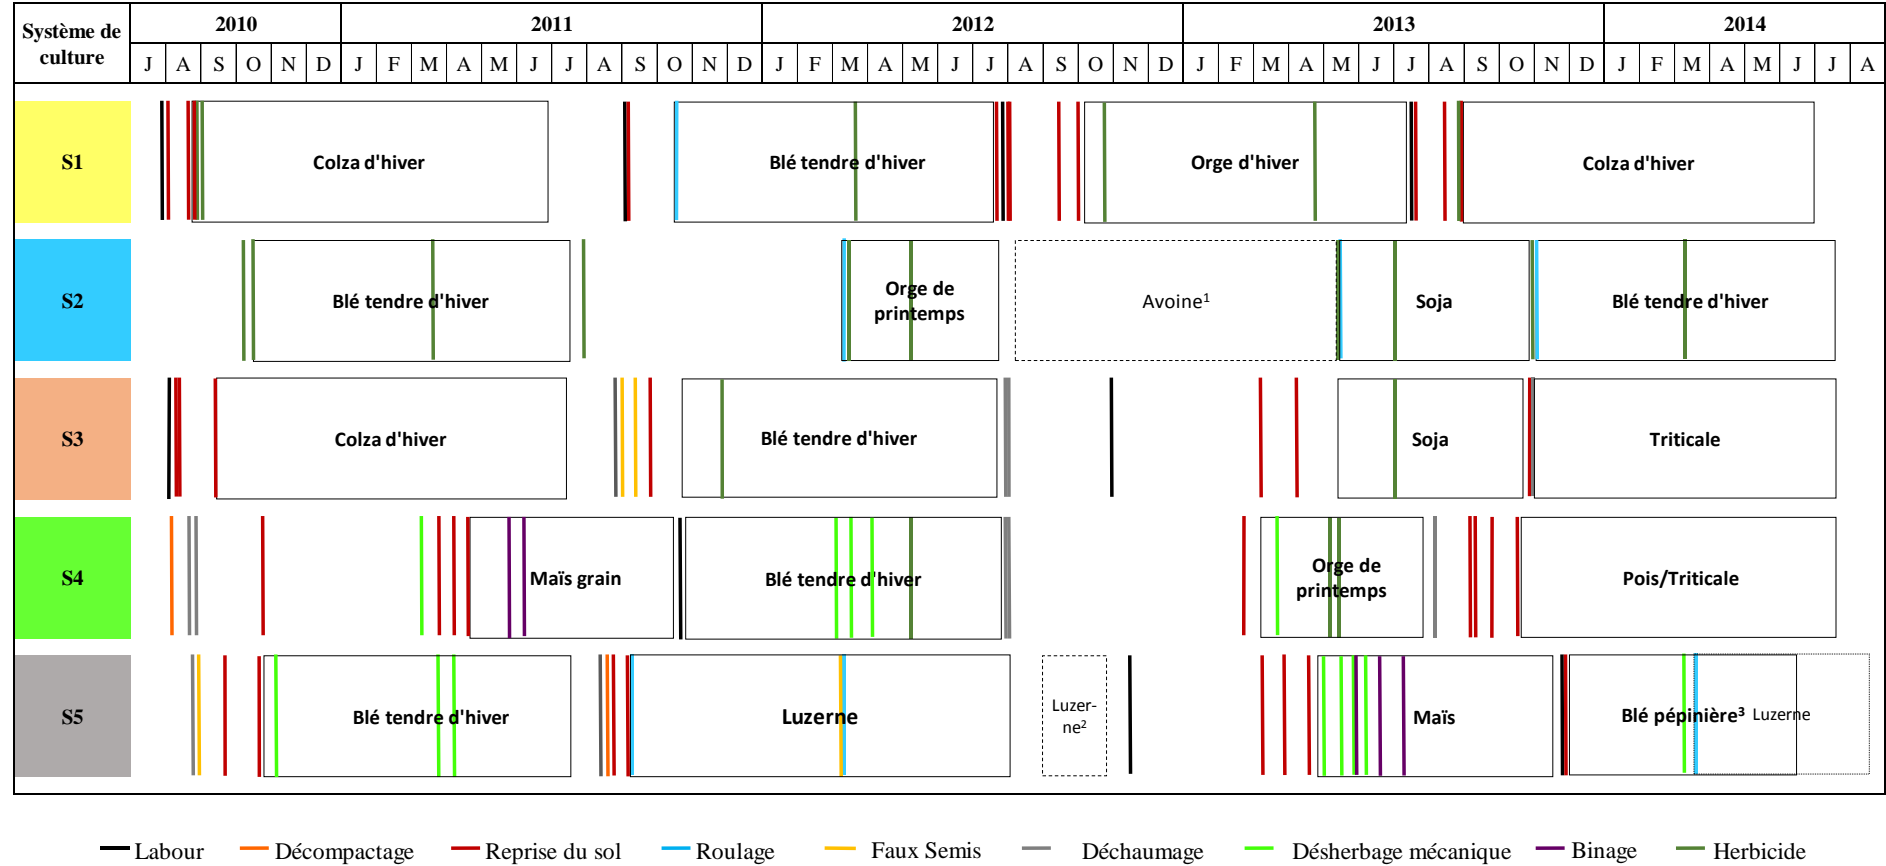 Système de culture 2010 2011 2012 2013 2014
J A S O N D J F M A M J J A S O N D J F M A M J J A S O N D J F M A M J J A S O N D J F M A M J J A
S1 Colza d'hiver Blé tendre d'hiver Orge d'hiver Colza d'hiver
S2 Blé tendre d'hiver Orge de printemps Avoine¹ Soja Blé tendre d'hiver
S3 Colza d'hiver Blé tendre d'hiver Soja Triticale
S4 Maïs grain Blé tendre d'hiver Orge de printemps Pois/Triticale
S5 Blé tendre d'hiver Luzerne Luzer-ne² Maïs Blé pépinière³ Luzerne
Labour Décompactage Reprise du sol Roulage Faux Semis Déchaumage Désherbage mécanique Binage Herbicide